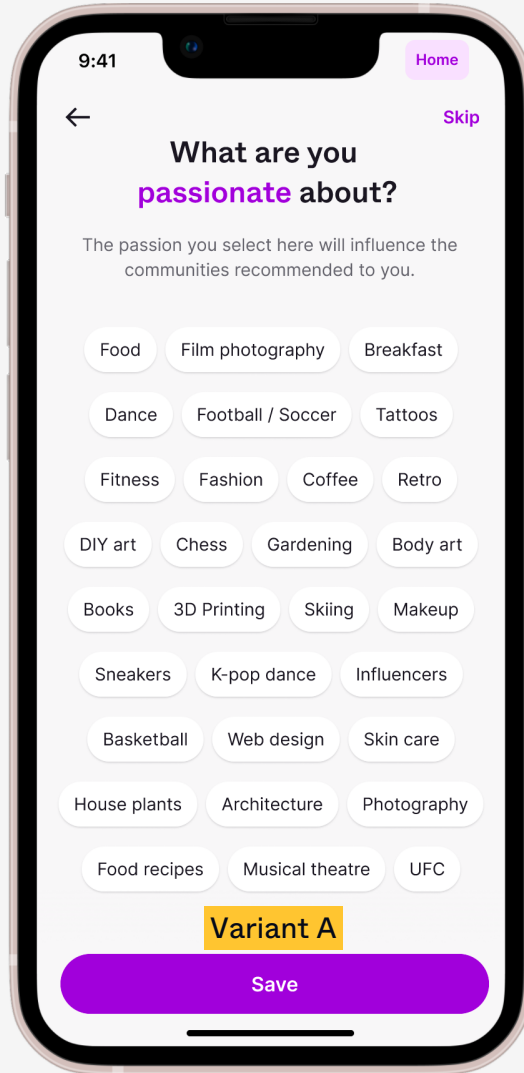 9:41
Home
Skip
What are you
passionate about?
The passion you select here will influence the
communities recommended to you.
Food Film photography Breakfast
Dance Football / Soccer Tattoos
Fitness Fashion Coffee Retro
DIY art Chess Gardening Body art
Books 3D Printing Skiing Makeup
Sneakers K-pop dance Influencers
Basketball Web design Skin care
House plants Architecture Photography
Food recipes Musical theatre UFC
Variant A
Save